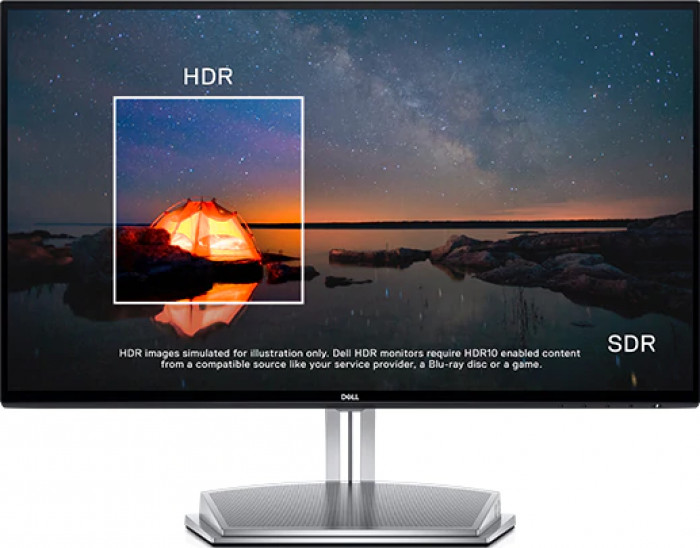 HDR
HDR images simulated for illustration only. Dell HDR monitors require HDR10 enabled content
from a compatible source like your service provider, a Blu-ray disc or a game.
SDR
DELL